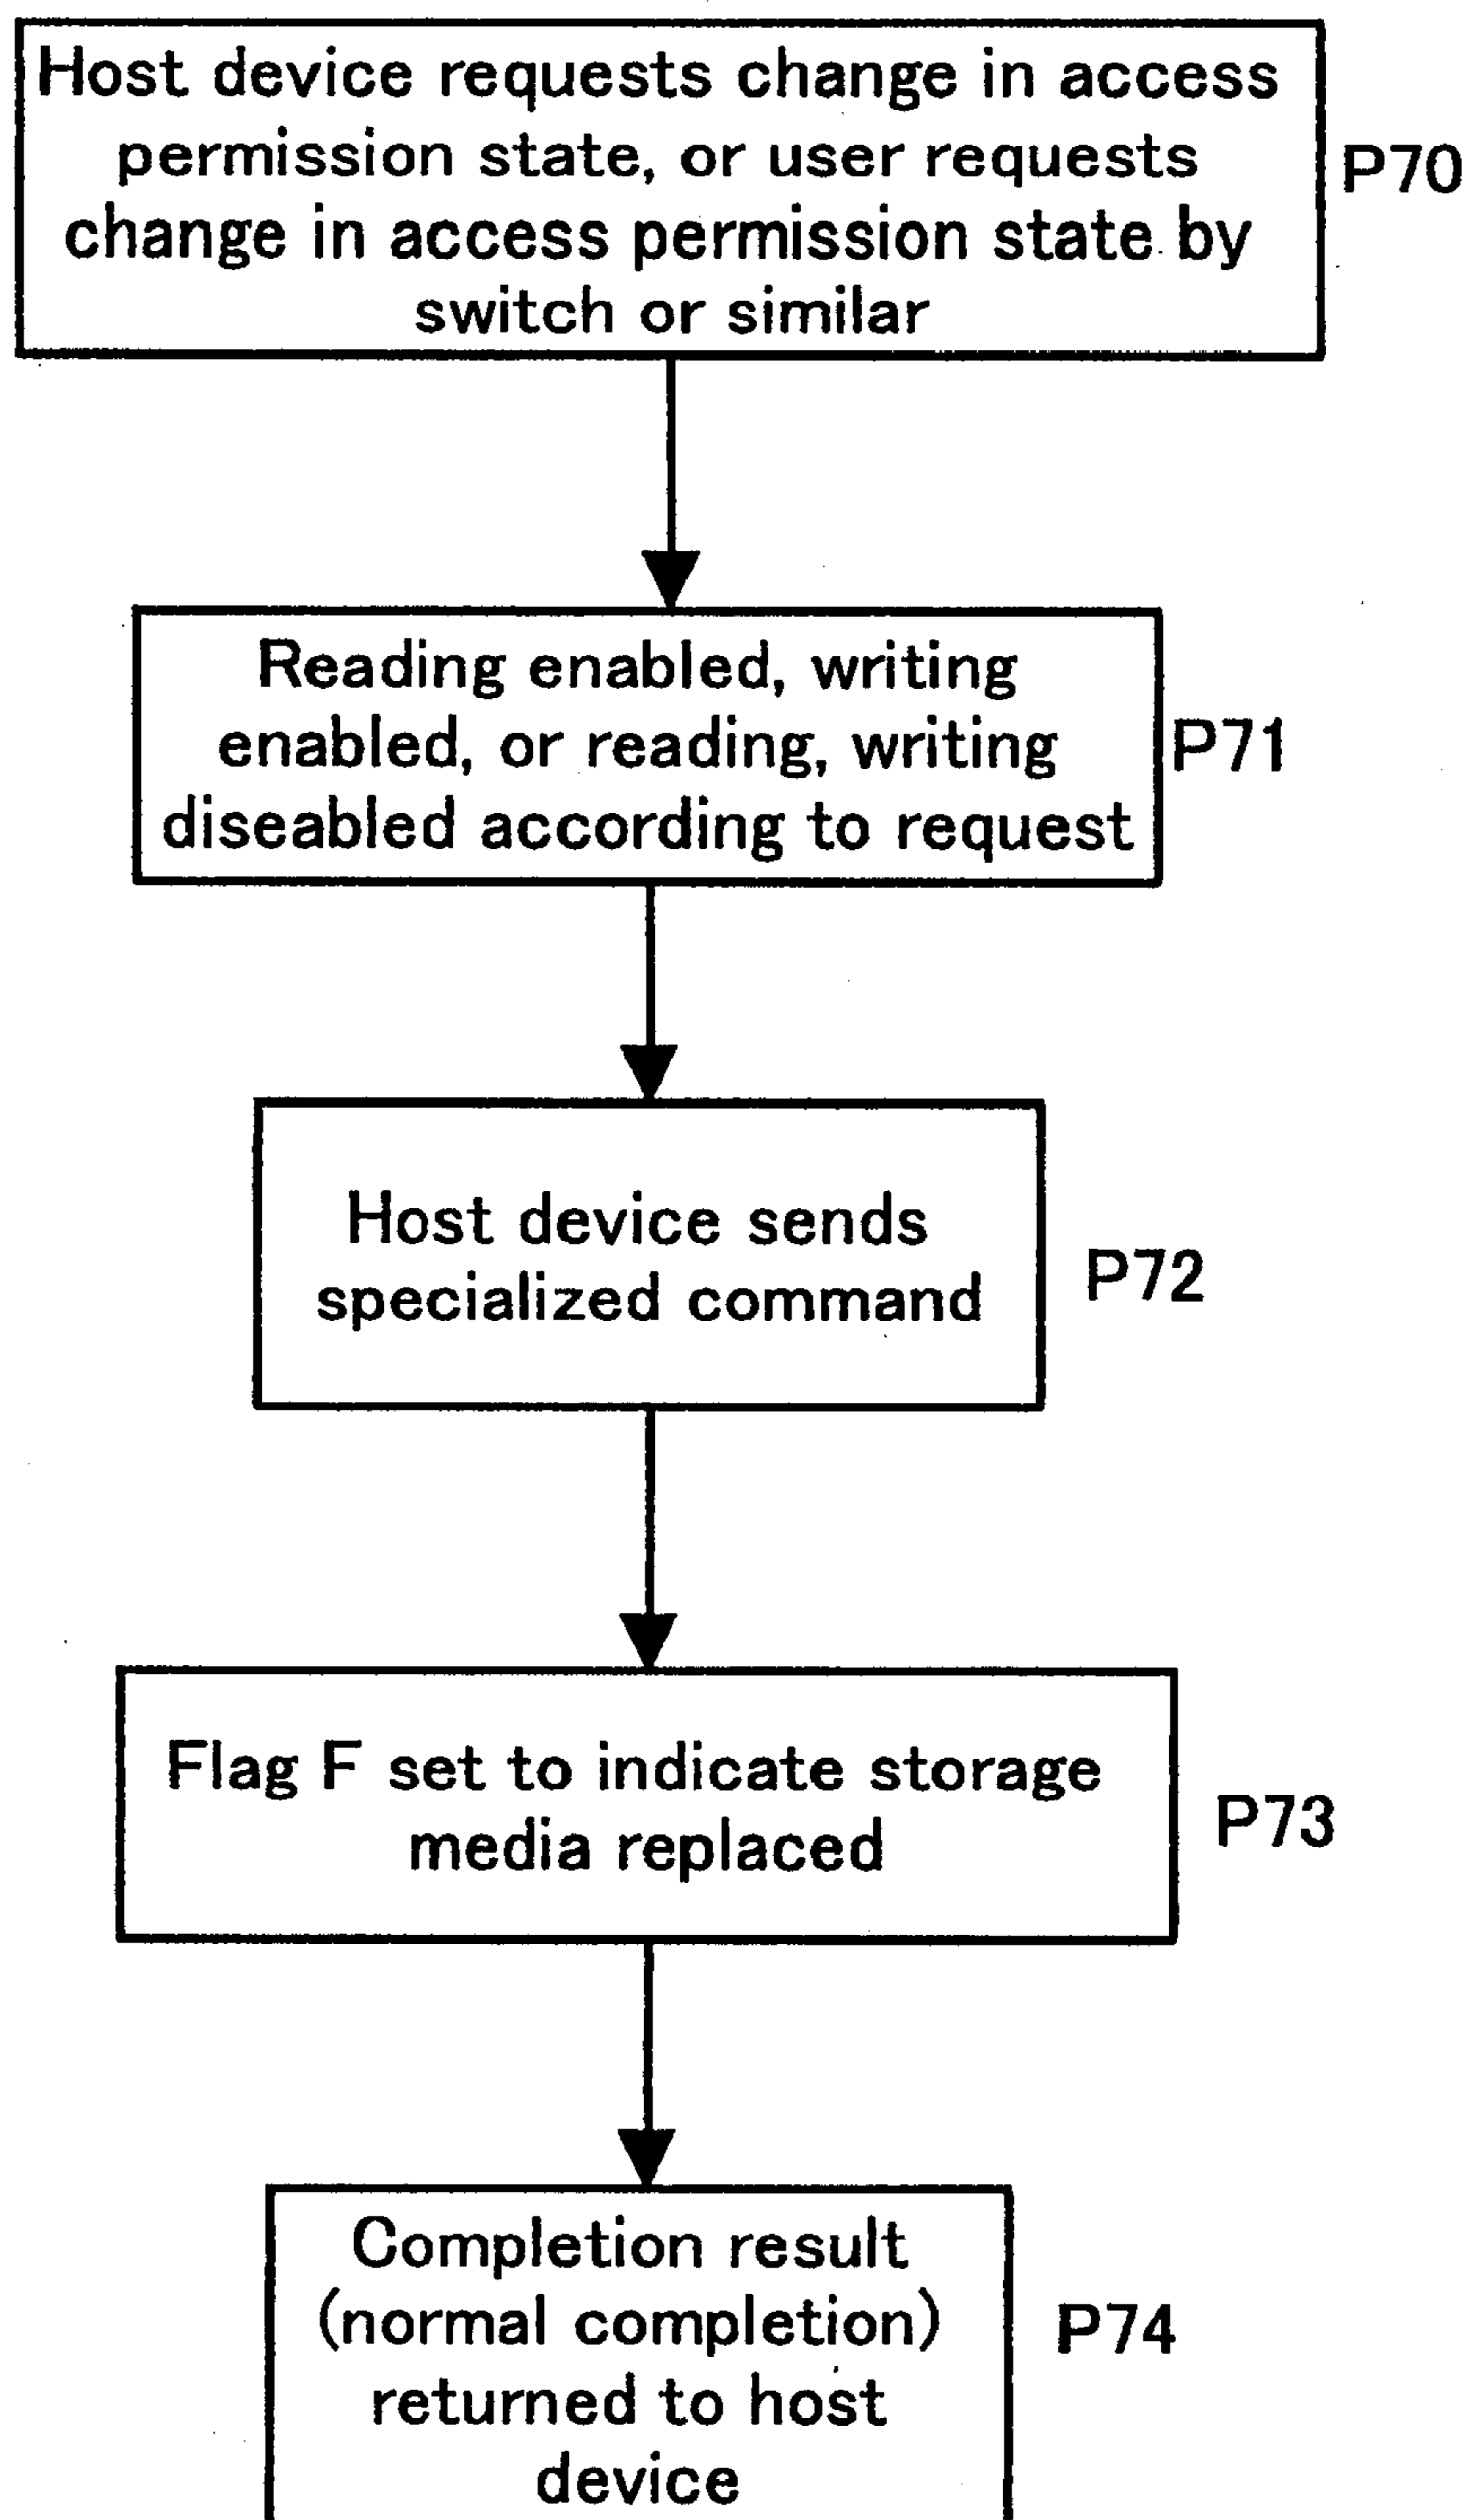 Host device requests change in access
permission state, or user requests
change in access permission state by
switch or similar
P70
Reading enabled, writing
enabled, or reading, writing
diseabled according to request
P71
Host device sends
specialized command
P72
Flag F set to indicate storage
media replaced
P73
Completion result
(normal completion)
returned to host
device
P74